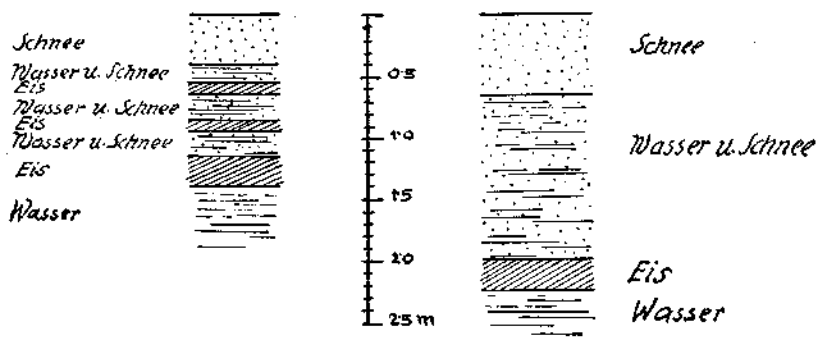 Schnee
Wasser u. Schnee
Eis
Wasser u. Schnee
Eis
Wasser u. Schnee
Eis
Wasser
0.5
1.0
1.5
2.0
2.5 m
Schnee
Wasser u. Schnee
Eis
Wasser